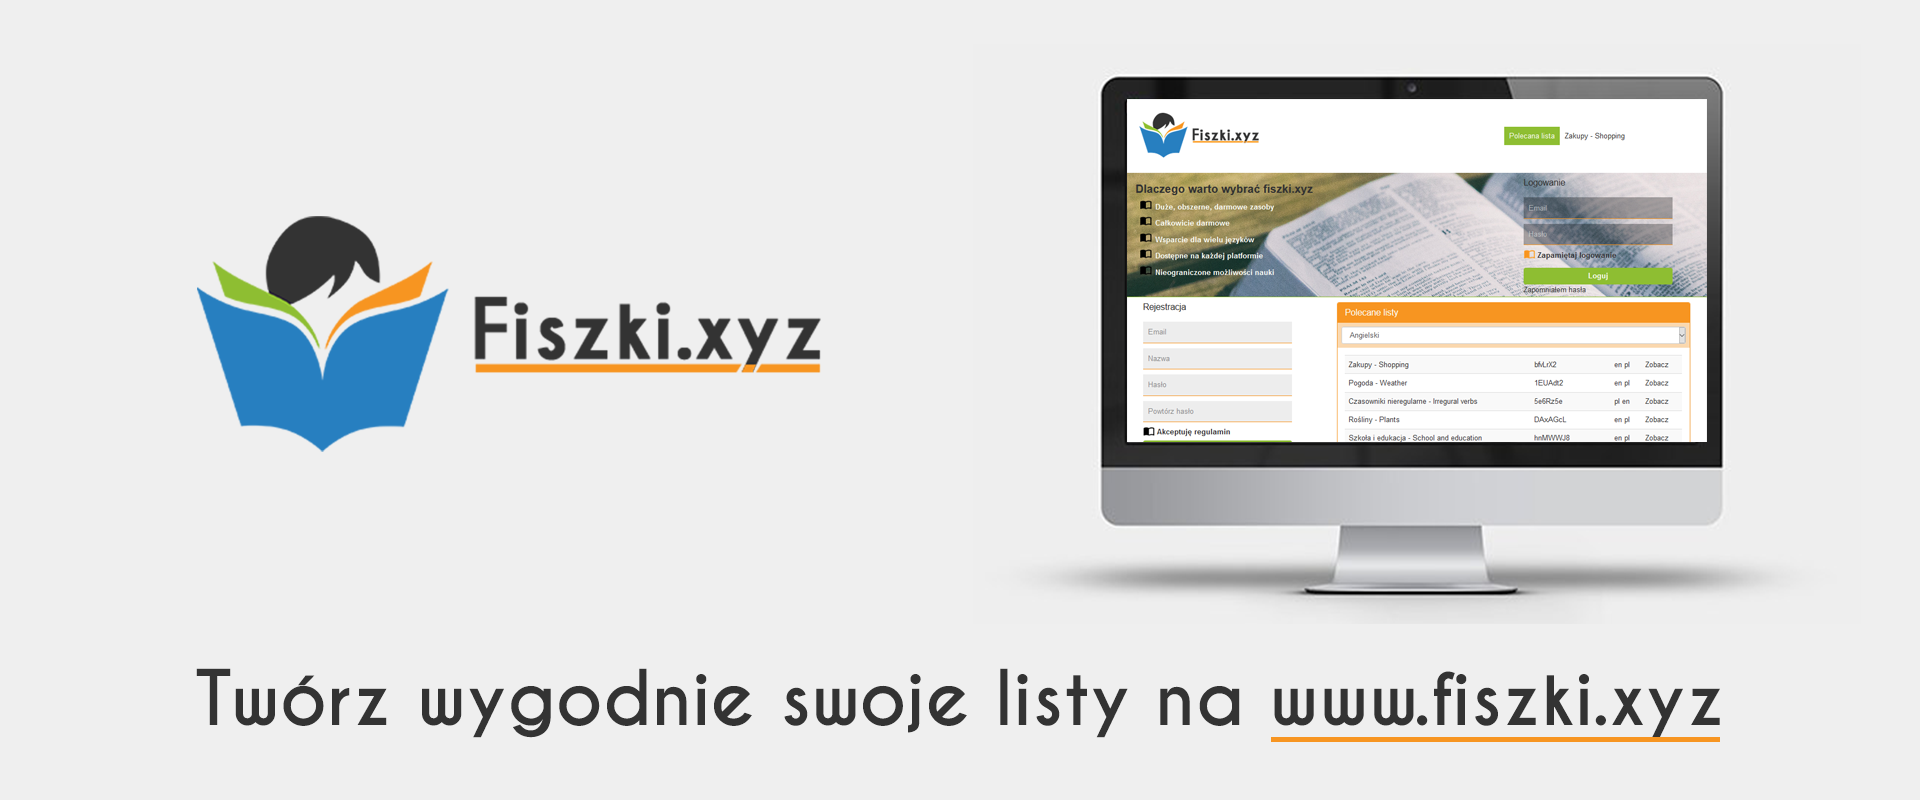 Fiszki.xyz
Fiszki.xyz
Polecana lista Zakupy - Shopping
Dlaczego warto wybrać fiszki.xyz
Duże, obszerne, darmowe zasoby
Całkowicie darmowe
Wsparcie dla wielu języków
Dostępne na każdej platformie
Nieograniczone możliwości nauki
Logowanie
Email
Hasło
Zapamiętaj logowanie
Loguj
Zapomniałem hasła
Rejestracja
Email
Nazwa
Hasło
Powtórz hasło
Akceptuję regulamin
Polecane listy
Angielski
Zakupy - Shopping bfvLrX2 en pl Zobacz
Pogoda - Weather 1EUAdt2 en pl Zobacz
Czasowniki nieregularne - Irregural verbs 5e6Rz5e pl en Zobacz
Rośliny - Plants DAxAGcL en pl Zobacz
Szkoła i edukacja - School and education hnMWWJ8 en pl Zobacz
Twórz wygodnie swoje listy na www.fiszki.xyz